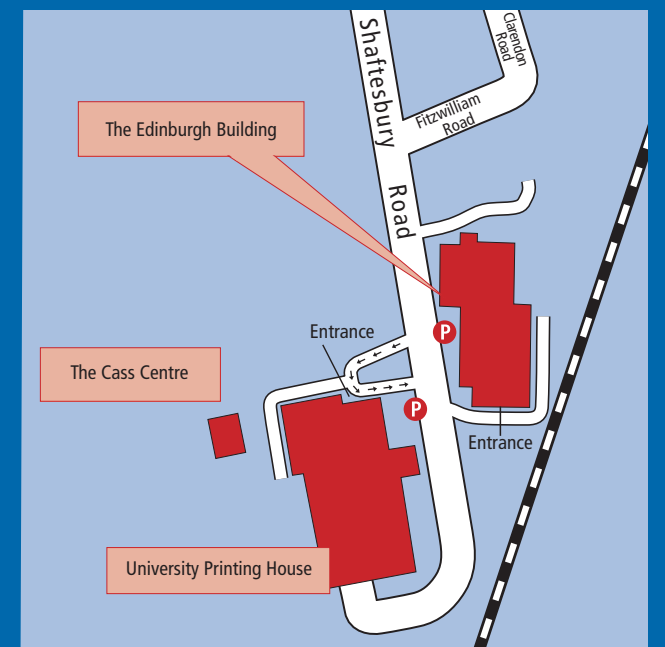 Shaftesbury Road
Clarendon
Road
Fitzwilliam
Road
The Edinburgh Building
P
Entrance
The Cass Centre
P
Entrance
University Printing House